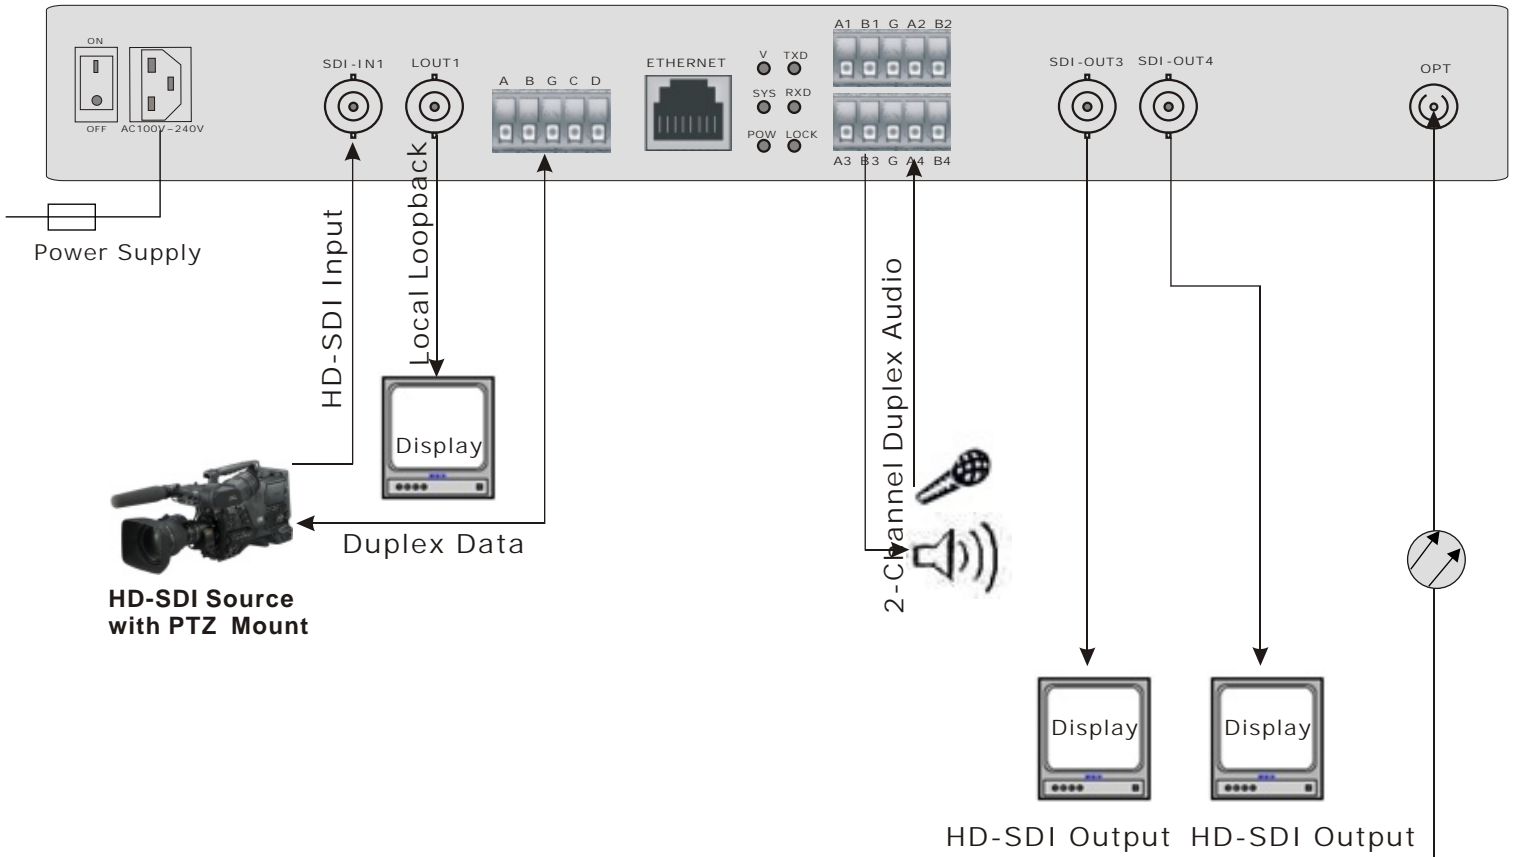 A1 B1 G A2 B2
ON
SDI-IN1
LOUT1
ETHERNET
V TXD
SDI-OUT3
SDI-OUT4
OPT
A B G C D
SYS RXD
OFF
AC100V~240V
POW LOCK
A3 B3 G A4 B4
Power Supply
HD-SDI Input
Local Loopback
2-Channel Duplex Audio
Display
Duplex Data
HD-SDI Source
with PTZ Mount
Display
Display
HD-SDI Output
HD-SDI Output